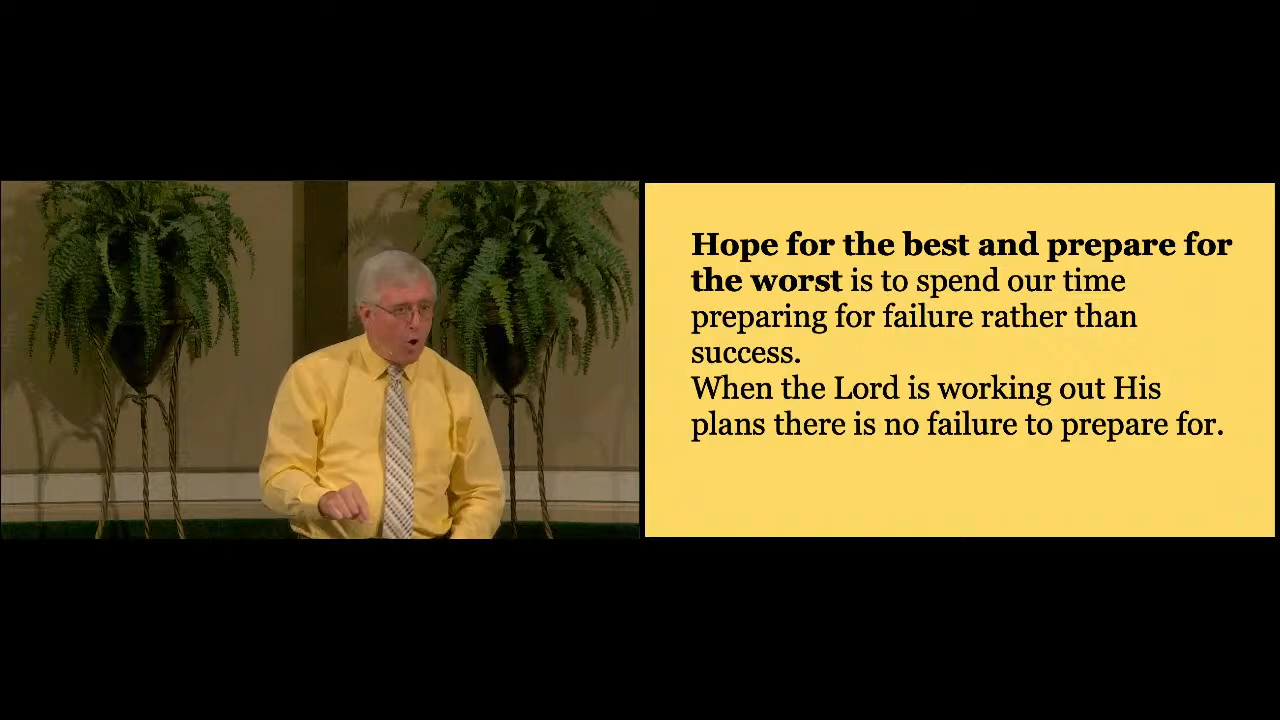 Hope for the best and prepare for
the worst is to spend our time
preparing for failure rather than
success.
When the Lord is working out His
plans there is no failure to prepare for.